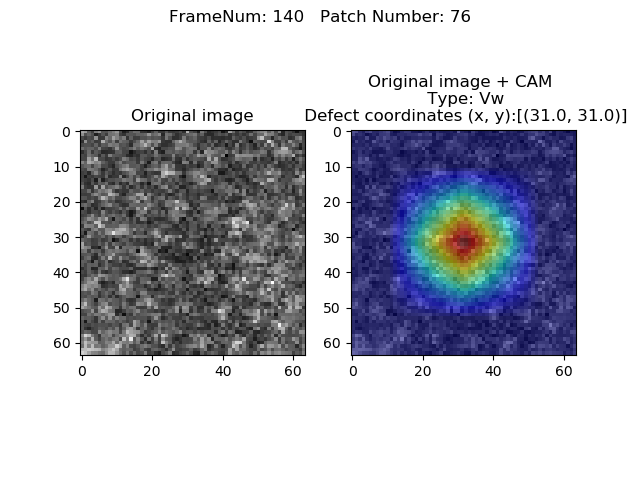 FrameNum: 140   Patch Number: 76
Original image
Original image + CAM
Type: Vw
Defect coordinates (x, y):[(31.0, 31.0)]
0
10
20
30
40
50
60
0 20 40 60
0
10
20
30
40
50
60
0 20 40 60